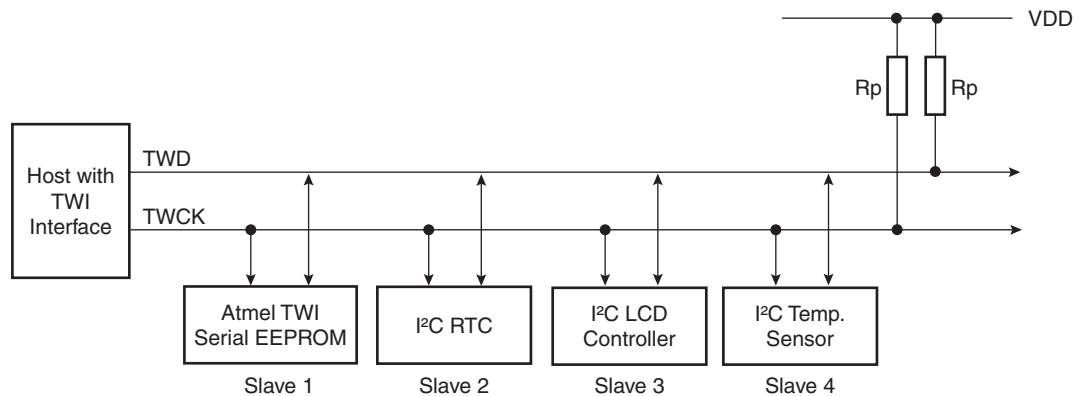 VDD
Rp
Rp
Host with
TWI
Interface
TWD
TWCK
Atmel TWI
Serial EEPROM
I²C RTC
I²C LCD
Controller
I²C Temp.
Sensor
Slave 1
Slave 2
Slave 3
Slave 4